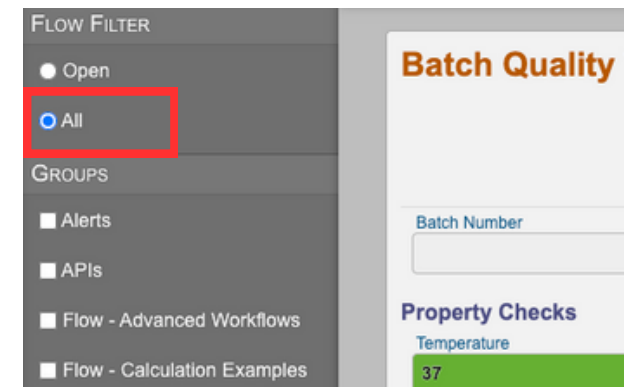 FLOW FILTER
Open
All
GROUPS
Alerts
APIs
Flow - Advanced Workflows
Flow - Calculation Examples
Batch Quality
Batch Number
Property Checks
Temperature
37